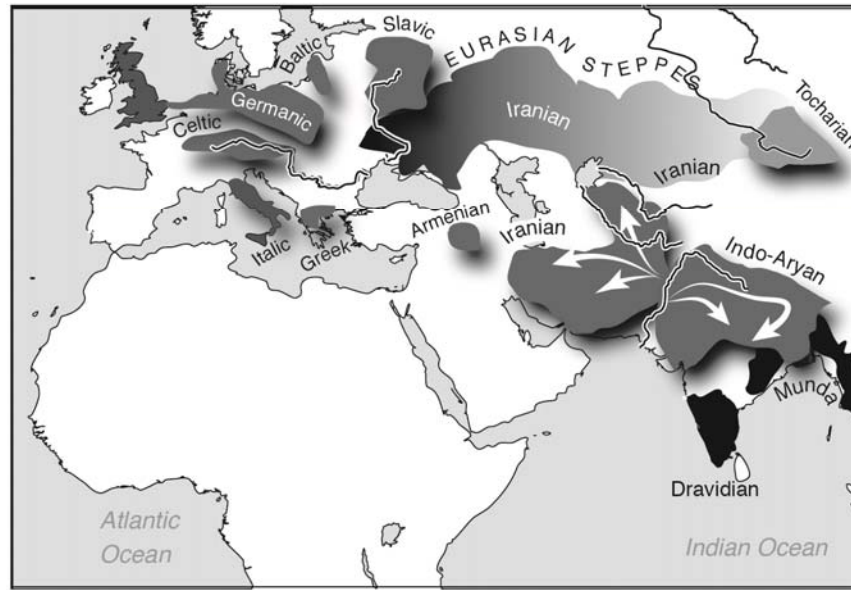 Slavic
EURASIAN STEPPES
Baltic
Tocharian
Germanic
Iranian
Celtic
Iranian
Armenian
Iranian
Indo-Aryan
Italic
Greek
Munda
Dravidian
Atlantic
Ocean
Indian Ocean